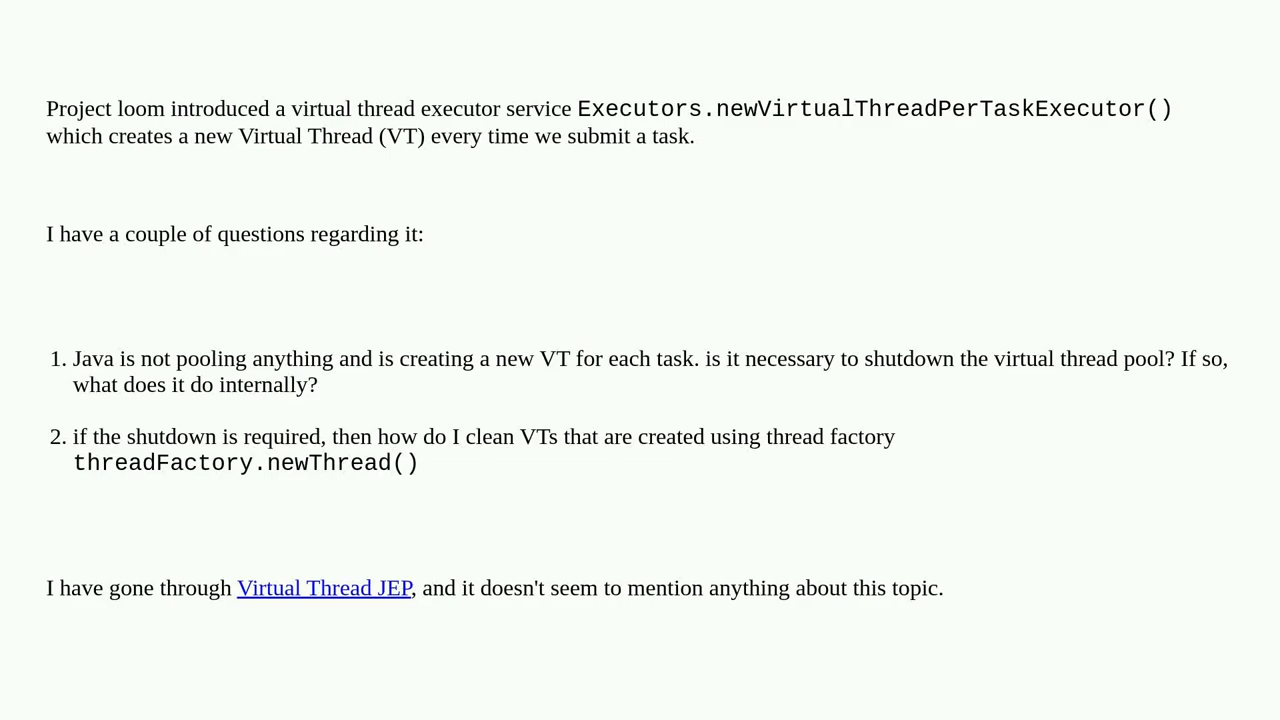 Project loom introduced a virtual thread executor service Executors.newVirtualThreadPerTaskExecutor()
which creates a new Virtual Thread (VT) every time we submit a task.
I have a couple of questions regarding it:
1. Java is not pooling anything and is creating a new VT for each task. is it necessary to shutdown the virtual thread pool? If so,
what does it do internally?
2. if the shutdown is required, then how do I clean VTs that are created using thread factory
threadFactory.newThread()
I have gone through Virtual Thread JEP, and it doesn't seem to mention anything about this topic.